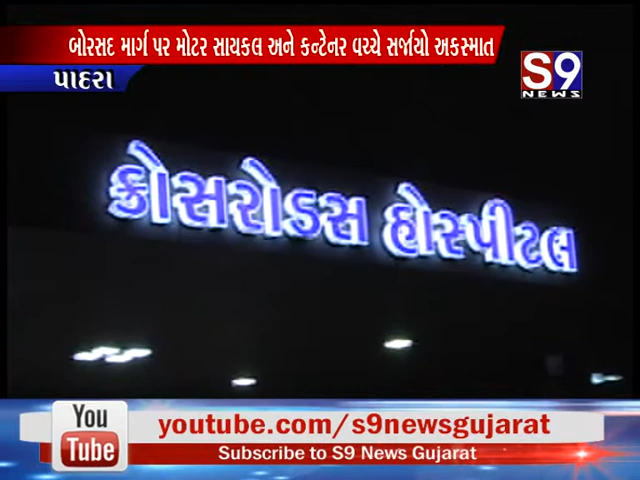 બોરસદ માર્ગ પર મોટર સાયકલ અને કન્ટેનર વચ્ચે સર્જાયો અકસ્માત
પાદરા
S9
NEWS
ક્રોસરોડસ હોસ્પીટલ
You
Tube
youtube.com/s9newsgujarat
Subscribe to S9 News Gujarat